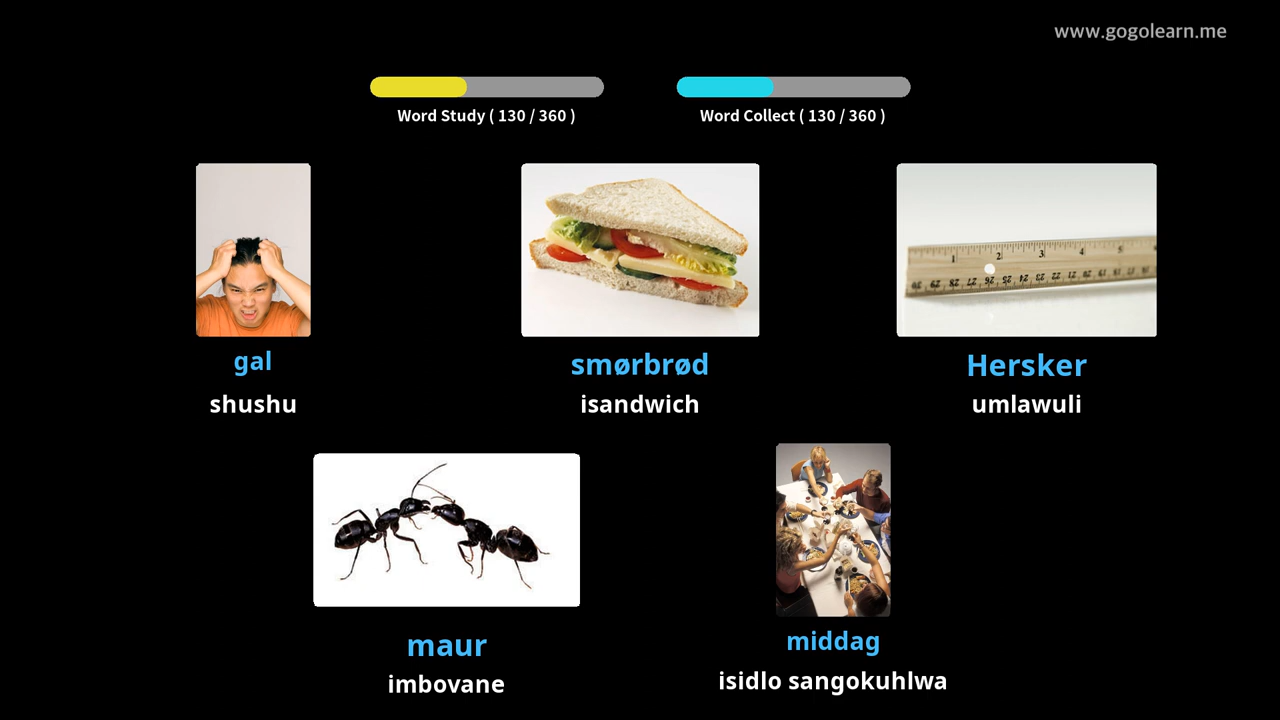 www.gogolearn.me
Word Study ( 130 / 360 )
Word Collect ( 130 / 360 )
gal
shushu
smørbrød
isandwich
Hersker
umlawuli
maur
imbovane
middag
isidlo sangokuhlwa